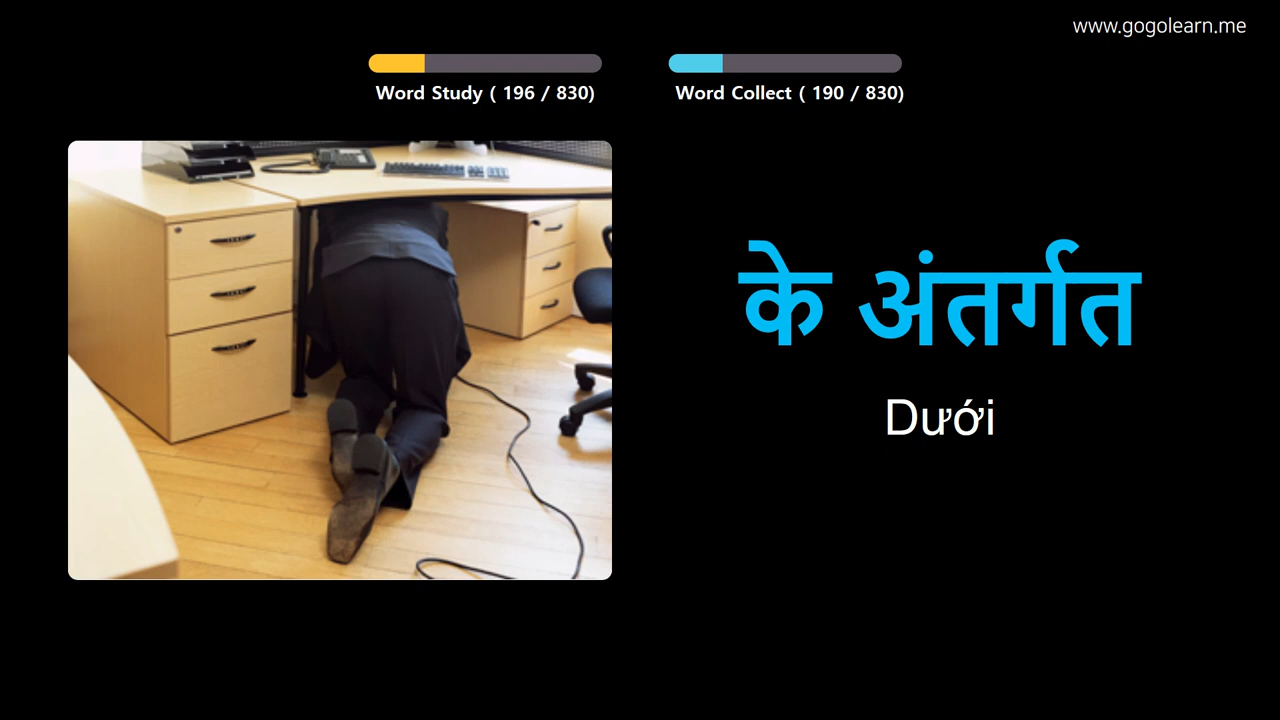 www.gogolearn.me
Word Study ( 196 / 830)
Word Collect ( 190 / 830)
के अंतर्गत
Dưới